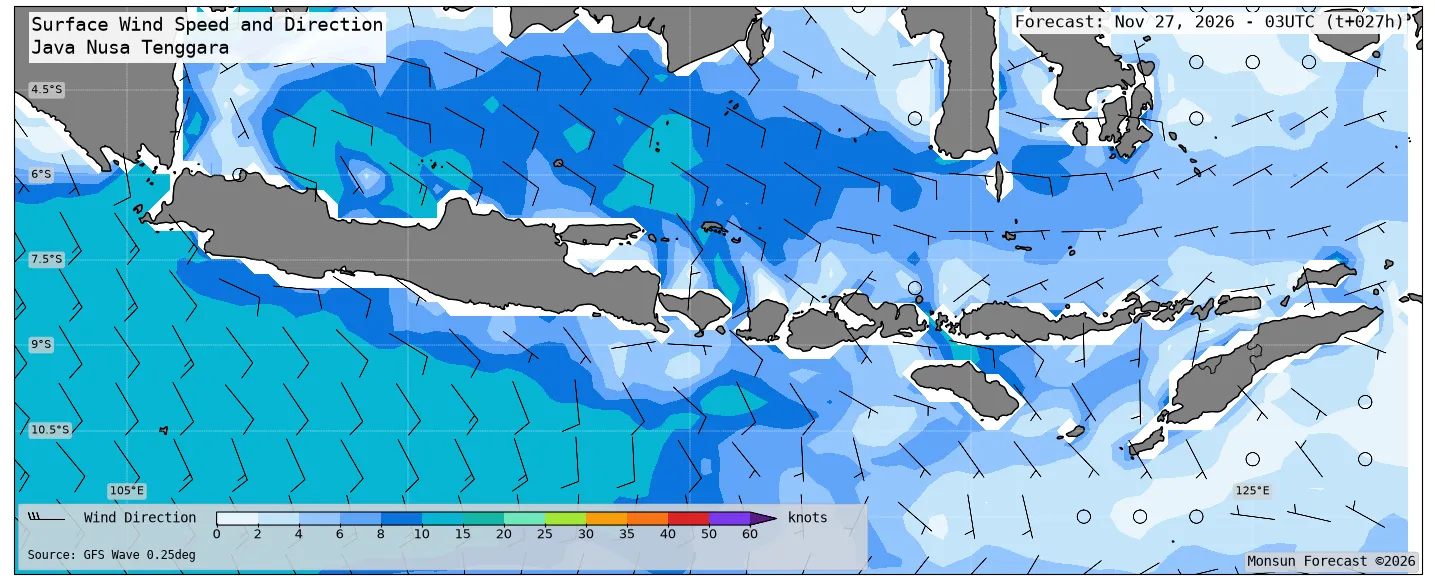 Surface Wind Speed and Direction
Java Nusa Tenggara
Forecast: Nov 27, 2026 - 03UTC (t+027h)
4.5°S
6°S
7.5°S
9°S
10.5°S
105°E
125°E
Wind Direction
0 2 4 6 8 10 15 20 25 30 35 40 50 60
knots
Source: GFS Wave 0.25deg
Monsun Forecast ©2026